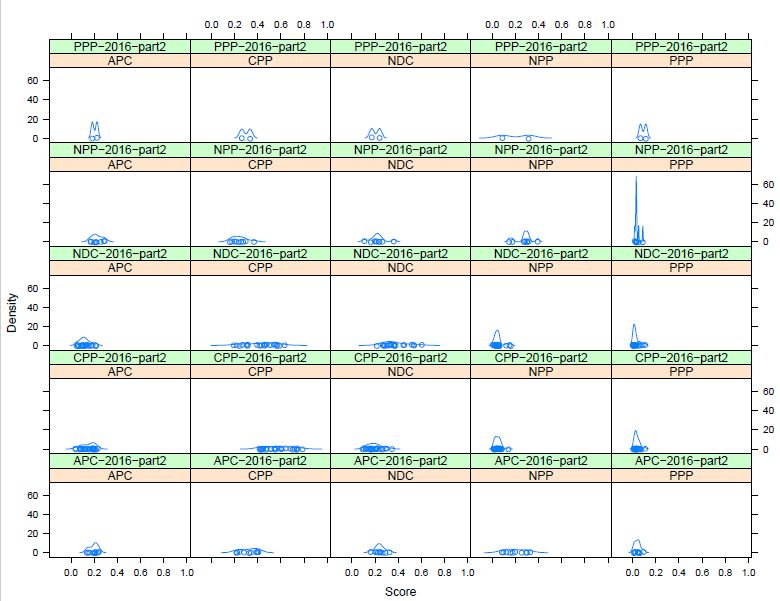 0.0 0.2 0.4 0.6 0.8 1.0 0.0 0.2 0.4 0.6 0.8 1.0
PPP-2016-part2 PPP-2016-part2 PPP-2016-part2 PPP-2016-part2 PPP-2016-part2
APC CPP NDC NPP PPP
60
40
20
0
NPP-2016-part2 NPP-2016-part2 NPP-2016-part2 NPP-2016-part2 NPP-2016-part2
APC CPP NDC NPP PPP
60
40
20
0
NDC-2016-part2 NDC-2016-part2 NDC-2016-part2 NDC-2016-part2 NDC-2016-part2
APC CPP NDC NPP PPP
60
40
20
0
Density
CPP-2016-part2 CPP-2016-part2 CPP-2016-part2 CPP-2016-part2 CPP-2016-part2
APC CPP NDC NPP PPP
60
40
20
0
APC-2016-part2 APC-2016-part2 APC-2016-part2 APC-2016-part2 APC-2016-part2
APC CPP NDC NPP PPP
60
40
20
0
0.0 0.2 0.4 0.6 0.8 1.0 0.0 0.2 0.4 0.6 0.8 1.0 0.0 0.2 0.4 0.6 0.8 1.0
Score